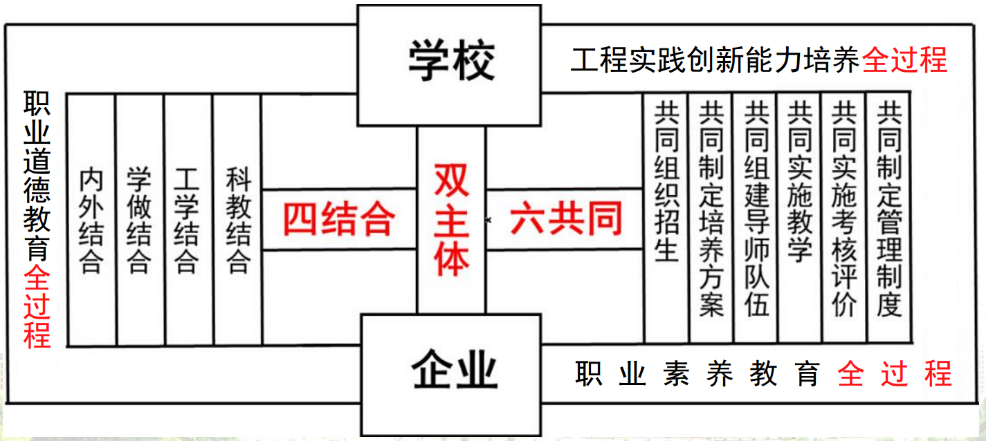 学校
工程实践创新能力培养全过程
职业道德教育全过程
内外结合
学做结合
工学结合
科教结合
四结合
双主体
六共同
共同组织招生
共同制定培养方案
共同组建导师队伍
共同实施教学
共同实施考核评价
共同制定管理制度
企业
职业素养教育全过程